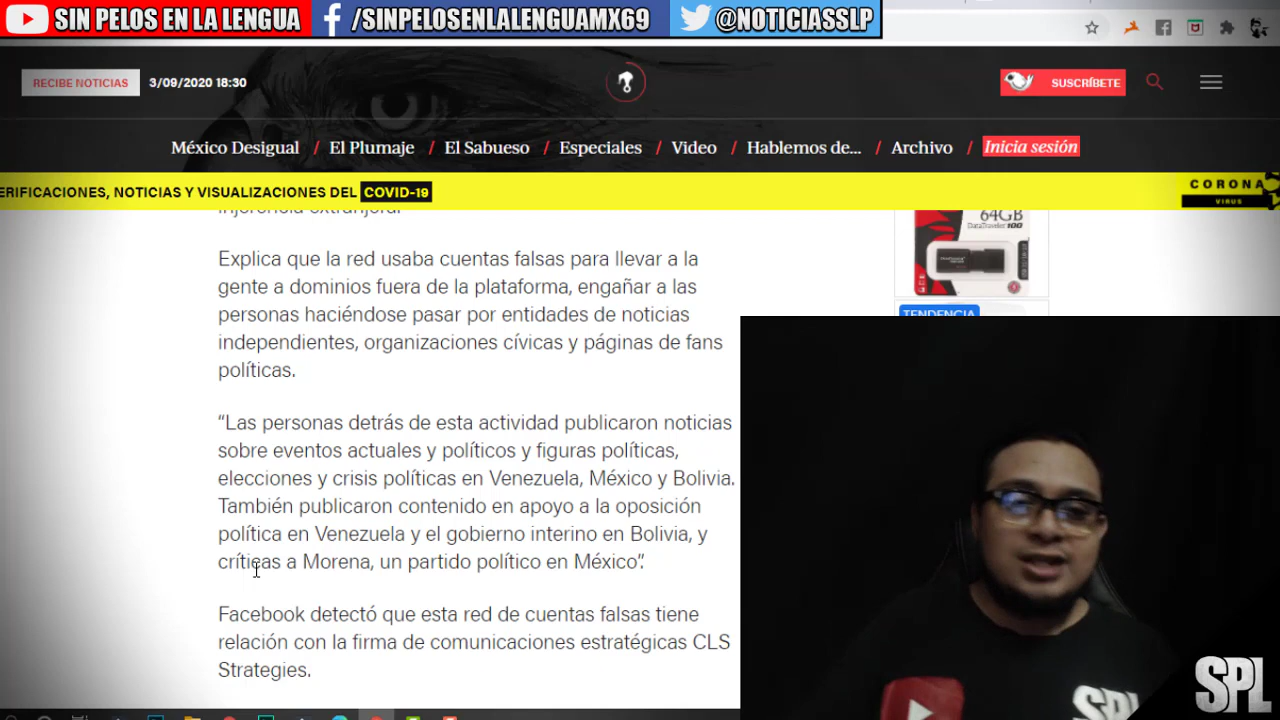 SIN PELOS EN LA LENGUA /SINPELOSENLALENGUAMX69 @NOTICIASSLP
RECIBE NOTICIAS 3/09/2020 18:30 SUSCRÍBETE
México Desigual / El Plumaje / El Sabueso / Especiales / Video / Hablemos de... / Archivo / Inicia sesión
ERIFICACIONES, NOTICIAS Y VISUALIZACIONES DEL COVID-19
CORONA
VIRUS
injerencia extranjera.
64GB
DataTraveler 100
Explica que la red usaba cuentas falsas para llevar a la
gente a dominios fuera de la plataforma, engañar a las
personas haciéndose pasar por entidades de noticias
independientes, organizaciones cívicas y páginas de fans
políticas.
TENDENCIA
“Las personas detrás de esta actividad publicaron noticias
sobre eventos actuales y políticos y figuras políticas,
elecciones y crisis políticas en Venezuela, México y Bolivia.
También publicaron contenido en apoyo a la oposición
política en Venezuela y el gobierno interino en Bolivia, y
críticas a Morena, un partido político en México”.
Facebook detectó que esta red de cuentas falsas tiene
relación con la firma de comunicaciones estratégicas CLS
Strategies.
SPL
SPL